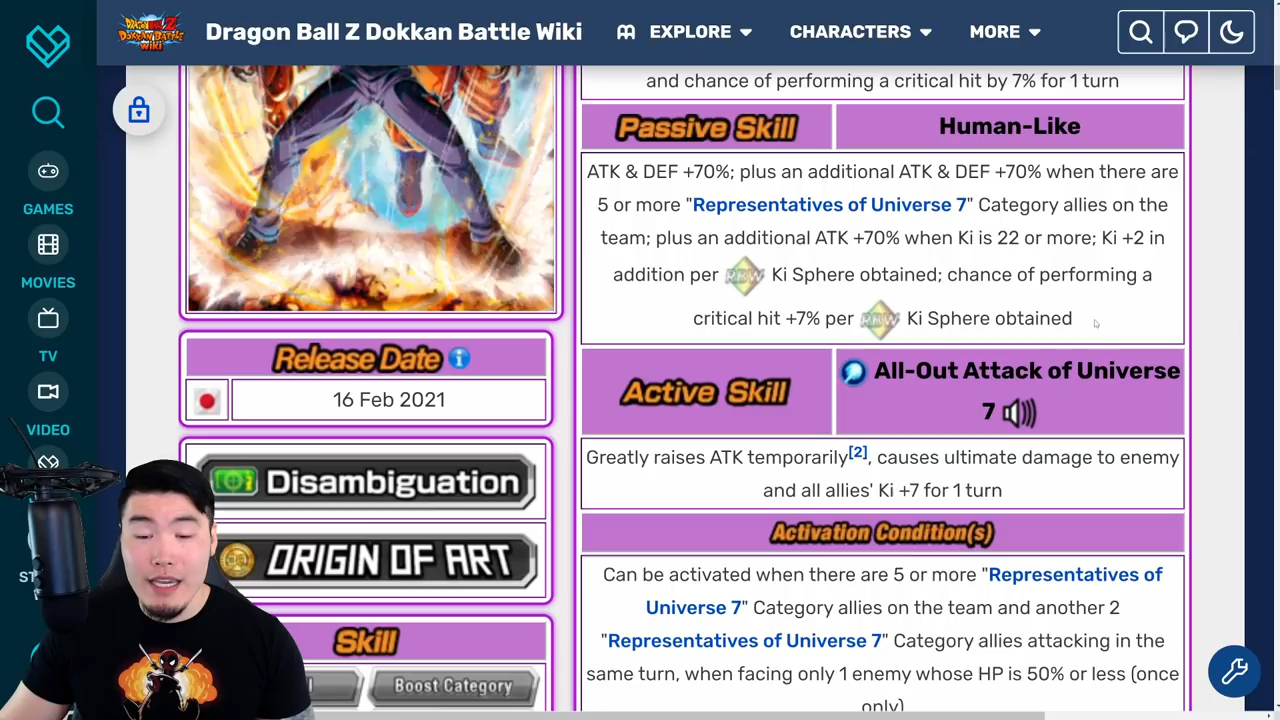 Dragon Ball Z Dokkan Battle Wiki
EXPLORE
CHARACTERS
MORE
DRAGON BALL Z DOKKAN BATTLE WIKI
GAMES
MOVIES
TV
VIDEO
and chance of performing a critical hit by 7% for 1 turn
Passive Skill
Human-Like
ATK & DEF +70%; plus an additional ATK & DEF +70% when there are
5 or more "Representatives of Universe 7" Category allies on the
team; plus an additional ATK +70% when Ki is 22 or more; Ki +2 in
addition per RBW Ki Sphere obtained; chance of performing a
critical hit +7% per RBW Ki Sphere obtained
Release Date
16 Feb 2021
Active Skill
All-Out Attack of Universe
7
Greatly raises ATK temporarily[2], causes ultimate damage to enemy
and all allies' Ki +7 for 1 turn
Disambiguation
ORIGIN OF ART
Activation Condition(s)
Can be activated when there are 5 or more "Representatives of
Universe 7" Category allies on the team and another 2
"Representatives of Universe 7" Category allies attacking in the
same turn, when facing only 1 enemy whose HP is 50% or less (once
only)
Skill
Boost Category